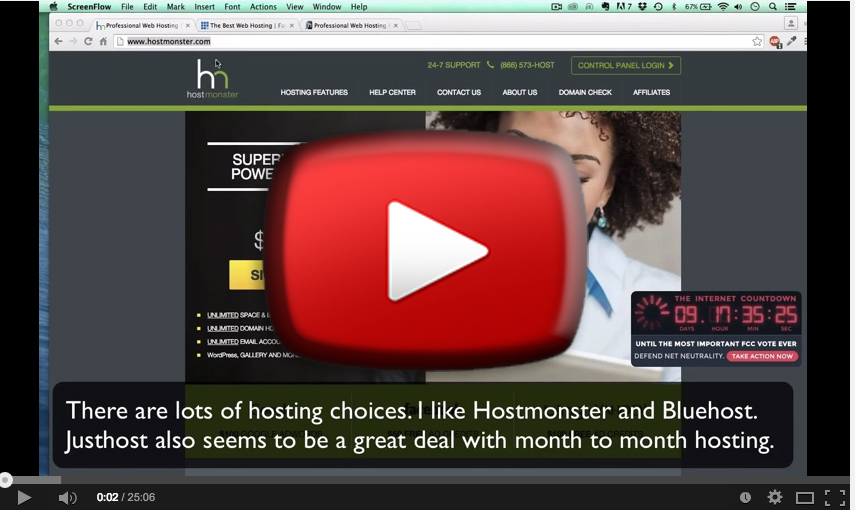 ScreenFlow File Edit Mark Insert Font Actions View Window Help 7 67%
Professional Web Hosting The Best Web Hosting | Fa Professional Web Hosting
www.hostmonster.com
24-7 SUPPORT (866) 573-HOST CONTROL PANEL LOGIN
hn
hostmonster
HOSTING FEATURES HELP CENTER CONTACT US ABOUT US DOMAIN CHECK AFFILIATES
SUPER
POWE
$
SI
UNLIMITED SPACE &
UNLIMITED DOMAIN HO
UNLIMITED EMAIL ACCOU
WordPress, GALLERY AND MO
THE INTERNET COUNTDOWN
09. 17:35:25
DAYS HOUR MIN SEC
UNTIL THE MOST IMPORTANT FCC VOTE EVER
DEFEND NET NEUTRALITY. TAKE ACTION NOW
There are lots of hosting choices. I like Hostmonster and Bluehost.
Justhost also seems to be a great deal with month to month hosting.
0:02 / 25:06